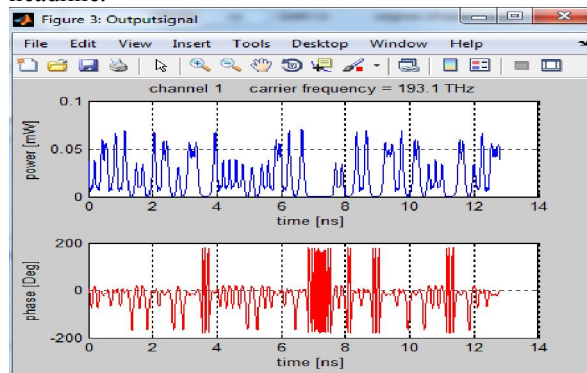 Figure 3: Outputsignal
File Edit View Insert Tools Desktop Window Help
channel 1 carrier frequency = 193.1 THz
power [mW]
0.1
0.05
0
0 2 4 6 8 10 12 14
time [ns]
phase [Deg]
200
0
-200
0 2 4 6 8 10 12 14
time [ns]